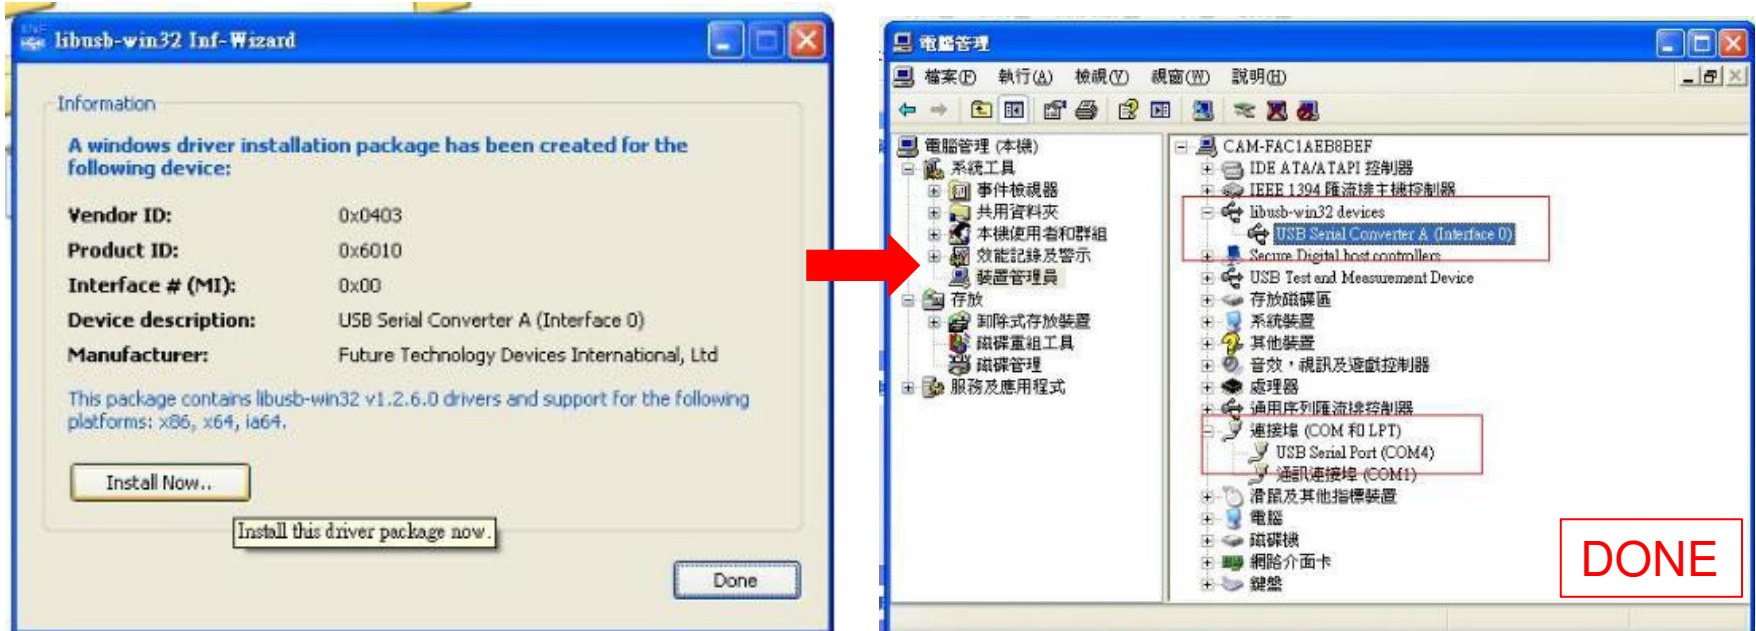 libusb-win32 Inf-Wizard
Information
A windows driver installation package has been created for the
following device:
Vendor ID: 0x0403
Product ID: 0x6010
Interface # (MI): 0x00
Device description: USB Serial Converter A (Interface 0)
Manufacturer: Future Technology Devices International, Ltd
This package contains libusb-win32 v1.2.6.0 drivers and support for the following
platforms: x86, x64, ia64.
Install Now..
Install this driver package now.
Done
電腦管理
檔案(F) 執行(A) 檢視(V) 視窗(W) 說明(H)
電腦管理 (本機)
系統工具
事件檢視器
共用資料夾
本機使用者和群組
效能記錄及警示
裝置管理員
存放
卸除式存放裝置
磁碟重組工具
磁碟管理
服務及應用程式
CAM-FAC1AEB8BEF
IDE ATA/ATAPI 控制器
IEEE 1394 匯流排主機控制器
libusb-win32 devices
USB Serial Converter A (Interface 0)
Secure Digital host controllers
USB Test and Measurement Device
存放磁碟區
系統裝置
其他裝置
音效，視訊及遊戲控制器
處理器
通用序列匯流排控制器
連接埠 (COM 和 LPT)
USB Serial Port (COM4)
通訊連接埠 (COM1)
滑鼠及其他指標裝置
電腦
磁碟機
網路介面卡
鍵盤
DONE